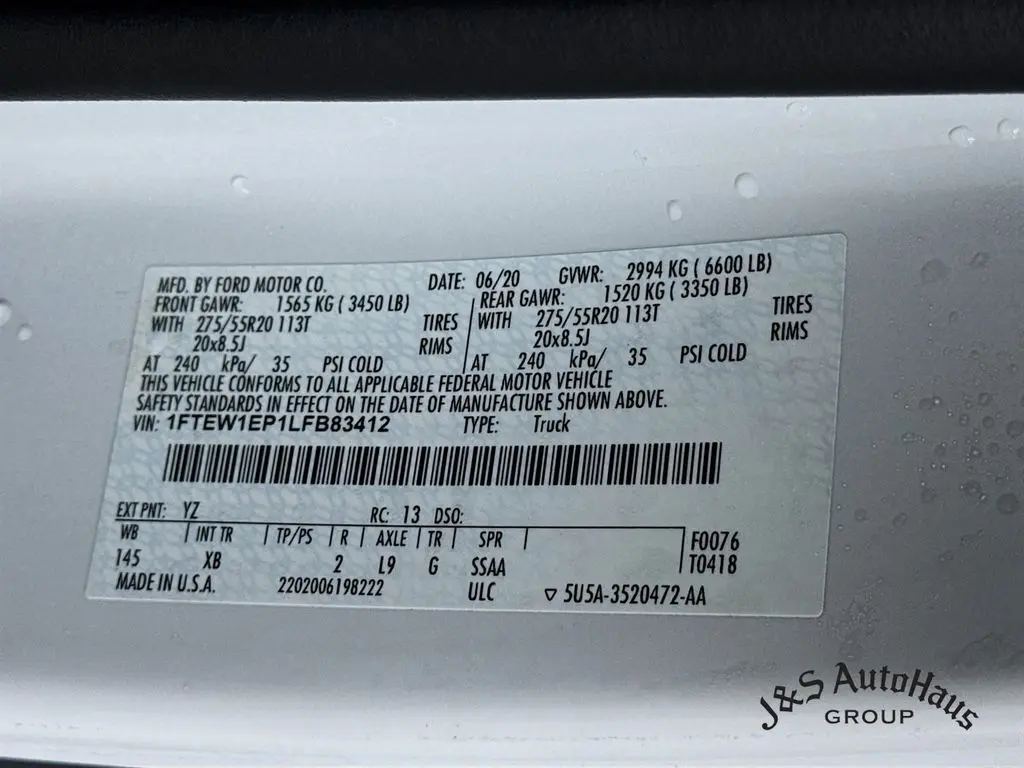 MFD. BY FORD MOTOR CO. DATE: 06/20 GVWR: 2994 KG ( 6600 LB)
FRONT GAWR: 1565 KG ( 3450 LB) REAR GAWR: 1520 KG ( 3350 LB)
WITH 275/55R20 113T TIRES WITH 275/55R20 113T TIRES
20x8.5J RIMS 20x8.5J RIMS
AT 240 kPa/ 35 PSI COLD AT 240 kPa/ 35 PSI COLD
THIS VEHICLE CONFORMS TO ALL APPLICABLE FEDERAL MOTOR VEHICLE
SAFETY STANDARDS IN EFFECT ON THE DATE OF MANUFACTURE SHOWN ABOVE.
VIN: 1FTEW1EP1LFB83412 TYPE: Truck
EXT PNT: YZ RC: 13 DSO:
WB INT TR TP/PS R AXLE TR SPR F0076
145 XB 2 L9 G SSAA T0418
MADE IN U.S.A. 2202006198222 ULC ▽ 5U5A-3520472-AA
J&S AutoHaus
GROUP